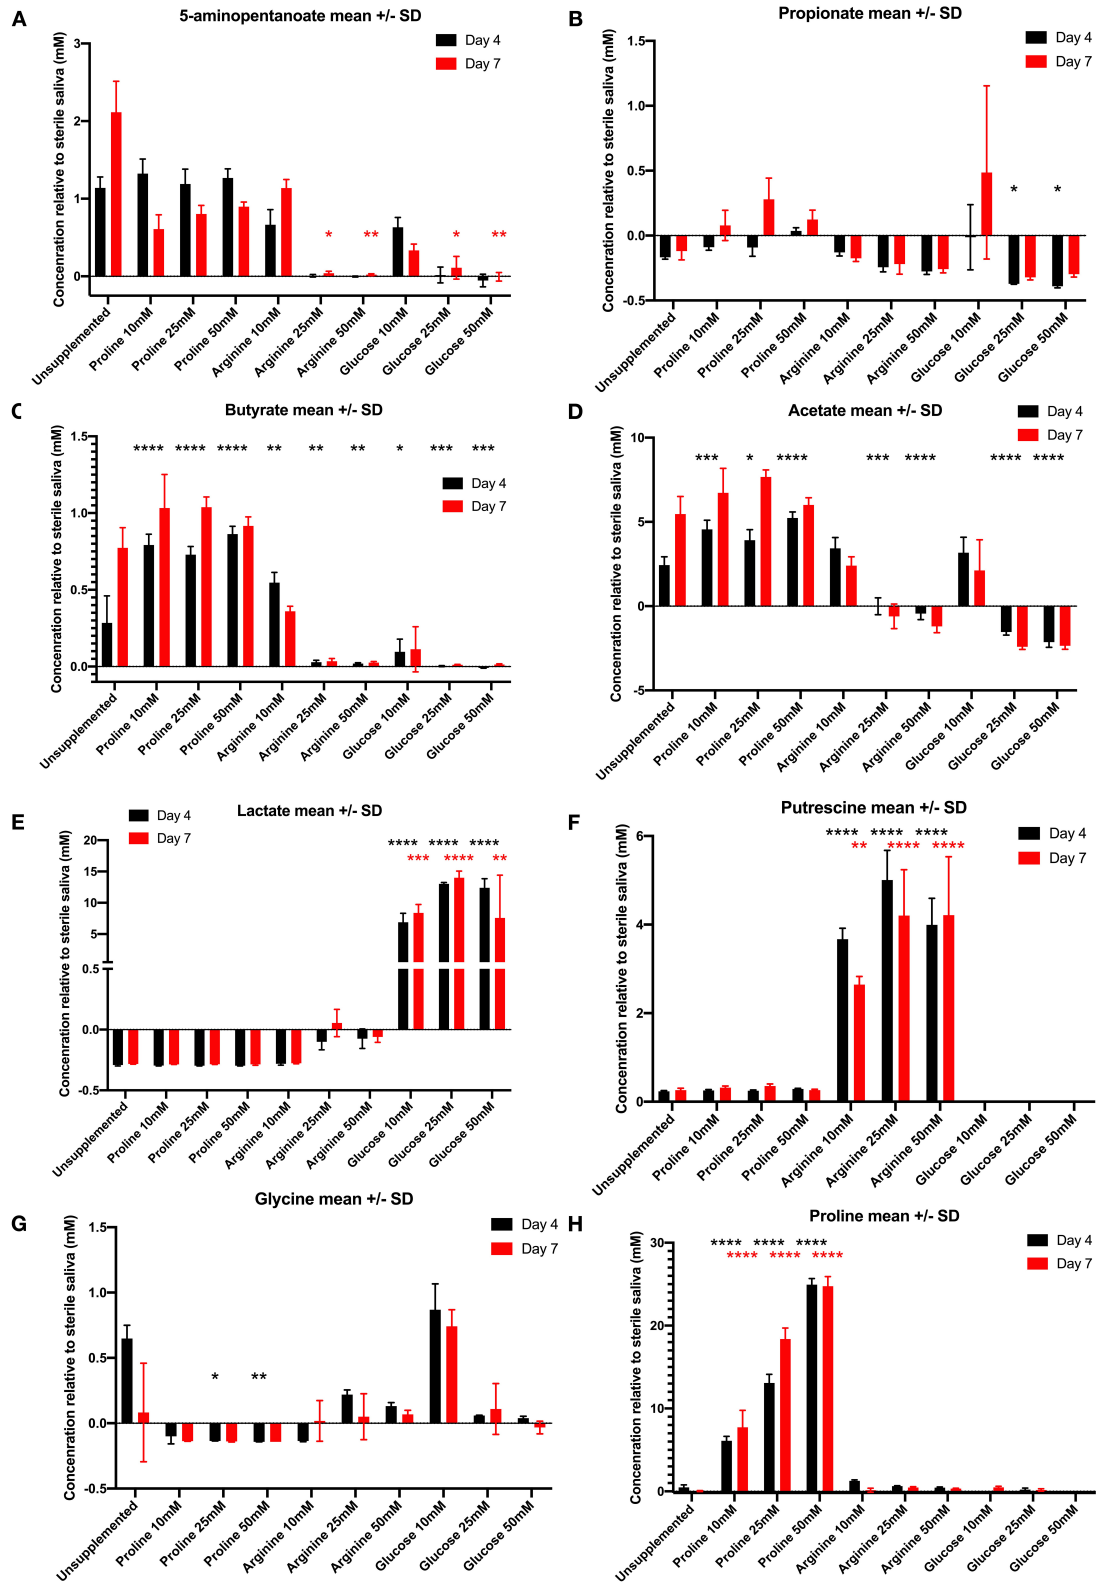 A
5-aminopentanoate mean +/- SD
Concenration relative to sterile saliva (mM)
Day 4
Day 7
3
2
1
0
*
**
*
**
Unsupplemented
Proline 10mM
Proline 25mM
Proline 50mM
Arginine 10mM
Arginine 25mM
Arginine 50mM
Glucose 10mM
Glucose 25mM
Glucose 50mM
B
Propionate mean +/- SD
Concenration relative to sterile saliva (mM)
Day 4
Day 7
1.5
1.0
0.5
0.0
-0.5
*
*
Unsupplemented
Proline 10mM
Proline 25mM
Proline 50mM
Arginine 10mM
Arginine 25mM
Arginine 50mM
Glucose 10mM
Glucose 25mM
Glucose 50mM
C
Butyrate mean +/- SD
Concenration relative to sterile saliva (mM)
1.5
1.0
0.5
0.0
**** **** **** ** ** ** * *** ***
Day 4
Day 7
Unsupplemented
Proline 10mM
Proline 25mM
Proline 50mM
Arginine 10mM
Arginine 25mM
Arginine 50mM
Glucose 10mM
Glucose 25mM
Glucose 50mM
D
Acetate mean +/- SD
Concenration relative to sterile saliva (mM)
Day 4
Day 7
10
5
0
-5
*** * **** *** **** **** ****
Unsupplemented
Proline 10mM
Proline 25mM
Proline 50mM
Arginine 10mM
Arginine 25mM
Arginine 50mM
Glucose 10mM
Glucose 25mM
Glucose 50mM
E
Lactate mean +/- SD
Concenration relative to sterile saliva (mM)
Day 4
Day 7
20
15
10
5
0.5
0.0
-0.5
**** **** ****
*** **** **
Unsupplemented
Proline 10mM
Proline 25mM
Proline 50mM
Arginine 10mM
Arginine 25mM
Arginine 50mM
Glucose 10mM
Glucose 25mM
Glucose 50mM
F
Putrescine mean +/- SD
Concenration relative to sterile saliva (mM)
Day 4
Day 7
6
4
2
0
**** **** ****
** **** ****
Unsupplemented
Proline 10mM
Proline 25mM
Proline 50mM
Arginine 10mM
Arginine 25mM
Arginine 50mM
Glucose 10mM
Glucose 25mM
Glucose 50mM
G
Glycine mean +/- SD
Concenration relative to sterile saliva (mM)
Day 4
Day 7
1.5
1.0
0.5
0.0
-0.5
* **
Unsupplemented
Proline 10mM
Proline 25mM
Proline 50mM
Arginine 10mM
Arginine 25mM
Arginine 50mM
Glucose 10mM
Glucose 25mM
Glucose 50mM
H
Proline mean +/- SD
Concenration relative to sterile saliva (mM)
Day 4
Day 7
30
20
10
0
**** **** ****
**** **** ****
Unsupplemented
Proline 10mM
Proline 25mM
Proline 50mM
Arginine 10mM
Arginine 25mM
Arginine 50mM
Glucose 10mM
Glucose 25mM
Glucose 50mM